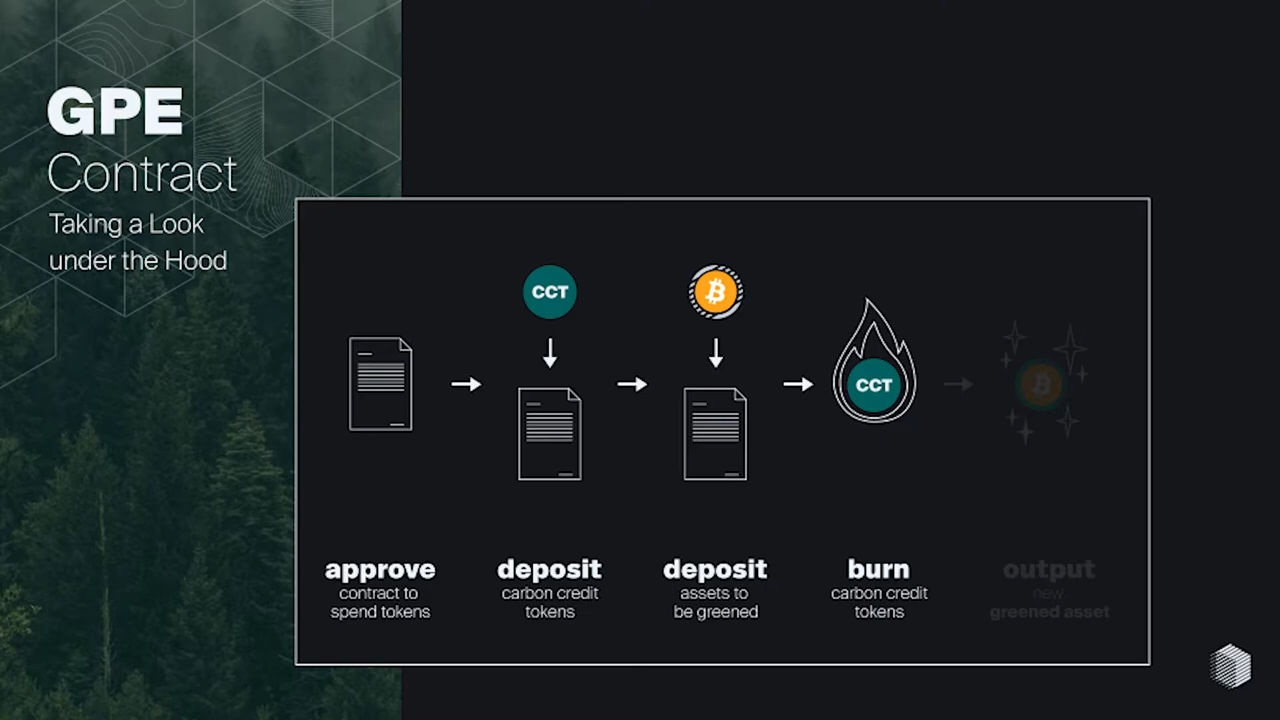 GPE
Contract
Taking a Look
under the Hood
CCT
CCT
approve
contract to
spend tokens
deposit
carbon credit
tokens
deposit
assets to
be greened
burn
carbon credit
tokens
output
new
greened asset